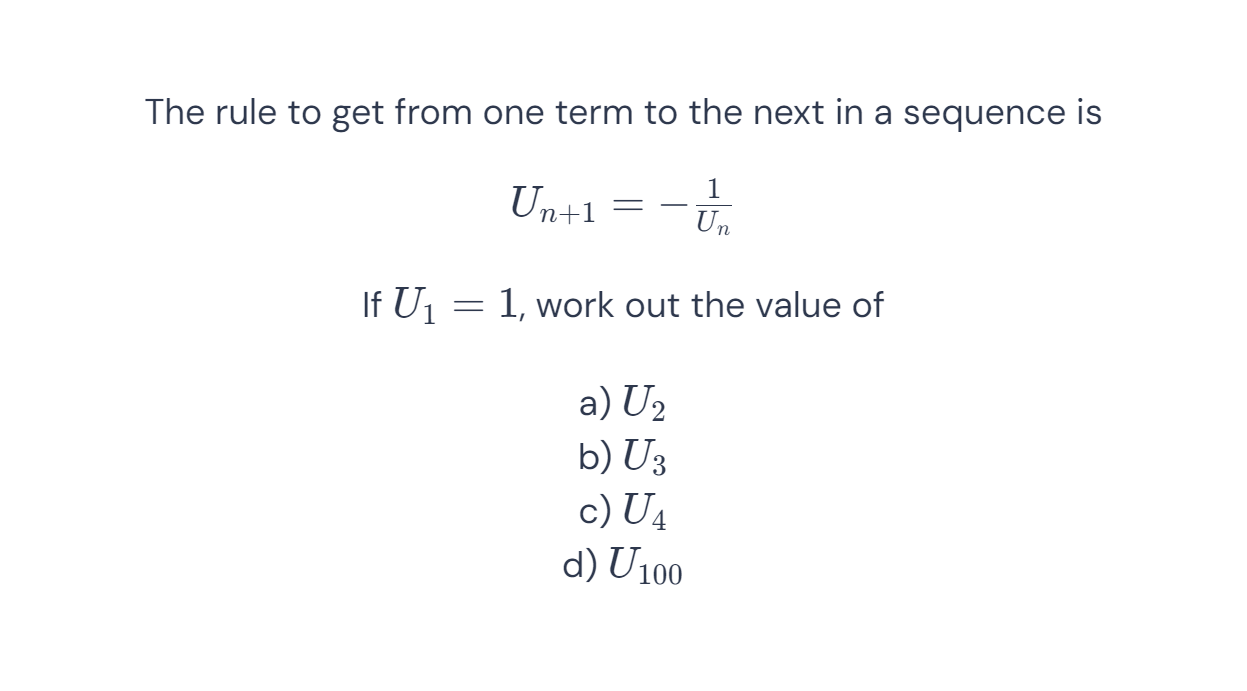 The rule to get from one term to the next in a sequence is
$U_{n+1} = -\frac{1}{U_n}$
If $U_1 = 1$, work out the value of
a) $U_2$
b) $U_3$
c) $U_4$
d) $U_{100}$